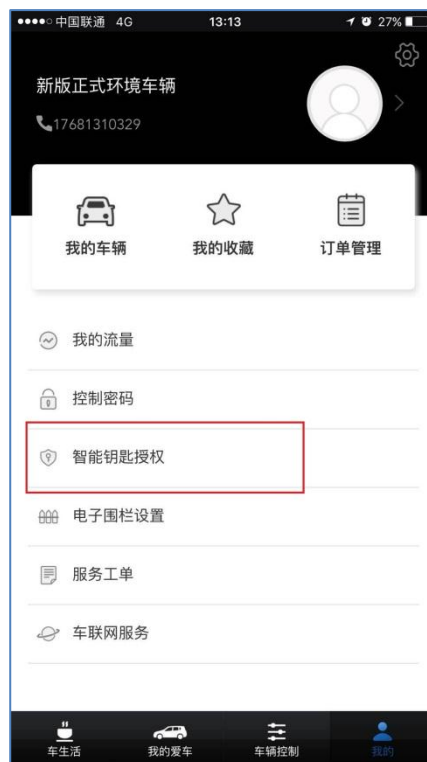 中国联通 4G 13:13 27%
新版正式环境车辆
17681310329
我的车辆 我的收藏 订单管理
我的流量
控制密码
智能钥匙授权
电子围栏设置
服务工单
车联网服务
车生活 我的爱车 车辆控制 我的